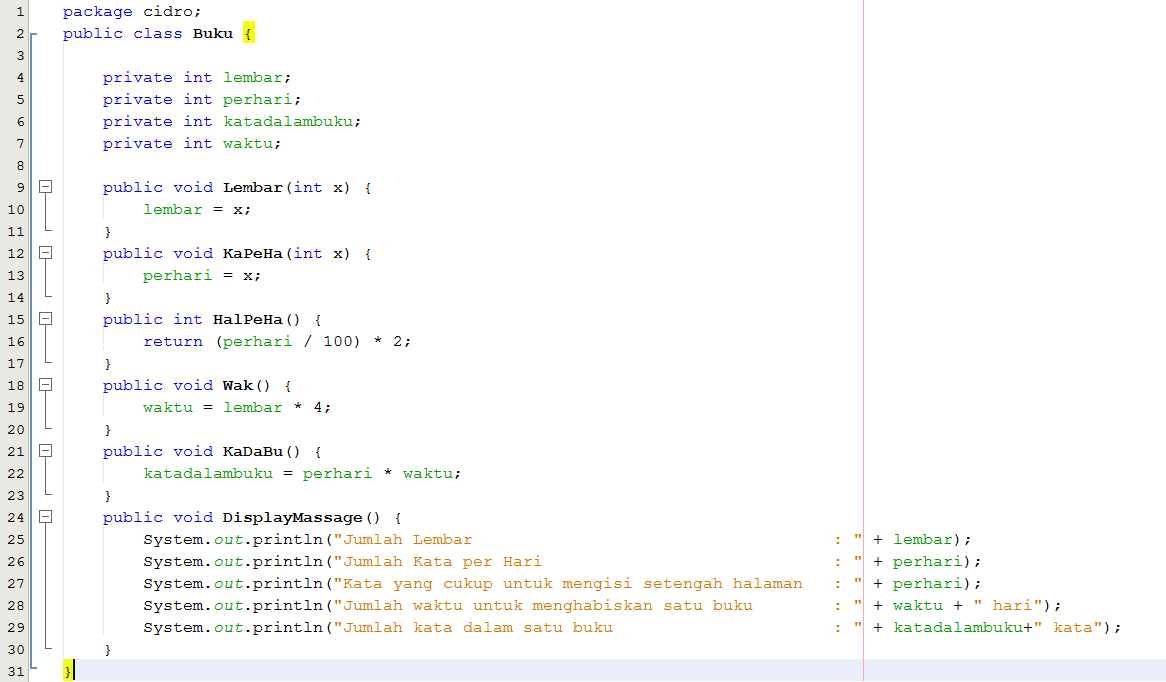 1 package cidro;
2 public class Buku {
3
4 private int lembar;
5 private int perhari;
6 private int katadalambuku;
7 private int waktu;
8
9 public void Lembar(int x) {
10 lembar = x;
11 }
12 public void KaPeHa(int x) {
13 perhari = x;
14 }
15 public int HalPeHa() {
16 return (perhari / 100) * 2;
17 }
18 public void Wak() {
19 waktu = lembar * 4;
20 }
21 public void KaDaBu() {
22 katadalambuku = perhari * waktu;
23 }
24 public void DisplayMassage() {
25 System.out.println("Jumlah Lembar : " + lembar);
26 System.out.println("Jumlah Kata per Hari : " + perhari);
27 System.out.println("Kata yang cukup untuk mengisi setengah halaman : " + perhari);
28 System.out.println("Jumlah waktu untuk menghabiskan satu buku : " + waktu + " hari");
29 System.out.println("Jumlah kata dalam satu buku : " + katadalambuku+" kata");
30 }
31 }